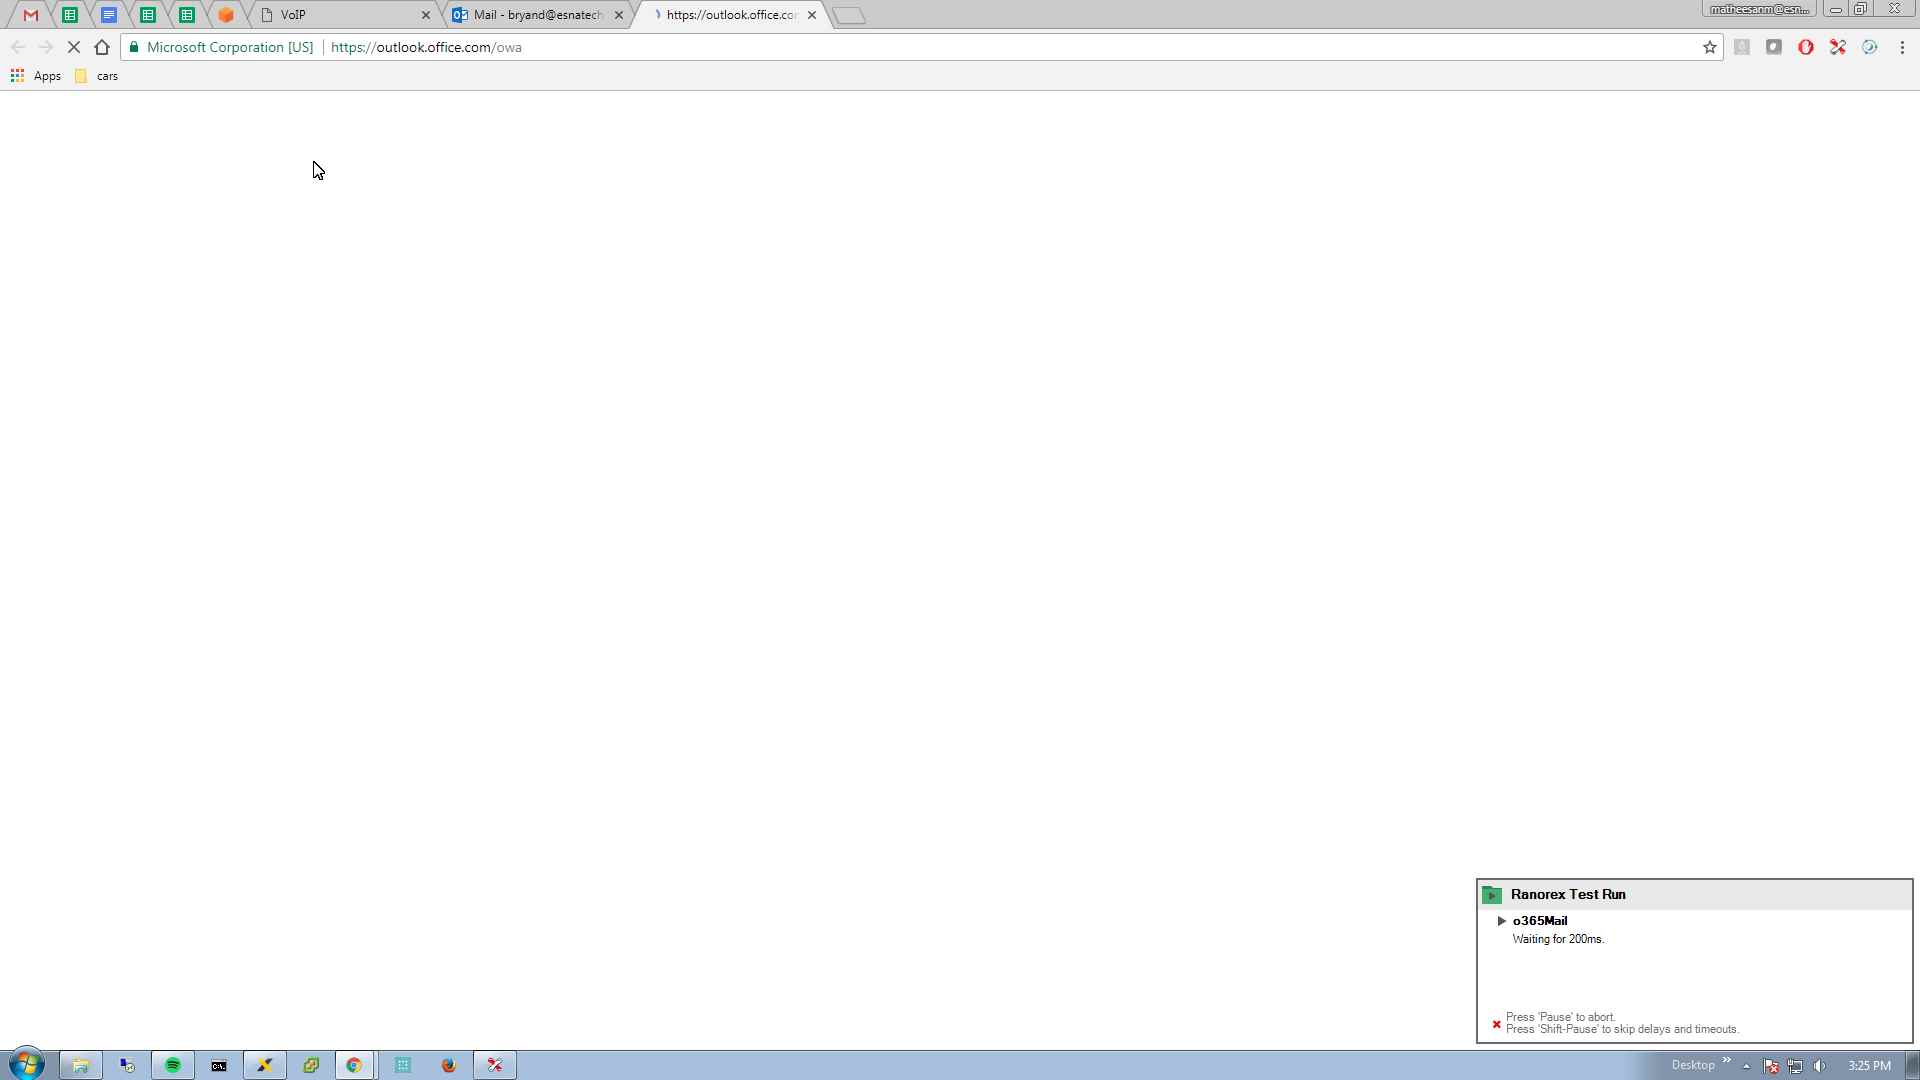 VoIP
Mail - bryand@esnatech
https://outlook.office.co
matheesanm@esn...
Microsoft Corporation [US] https://outlook.office.com/owa
Apps
cars
Ranorex Test Run
o365Mail
Waiting for 200ms.
Press 'Pause' to abort.
Press 'Shift-Pause' to skip delays and timeouts.
Desktop
3:25 PM